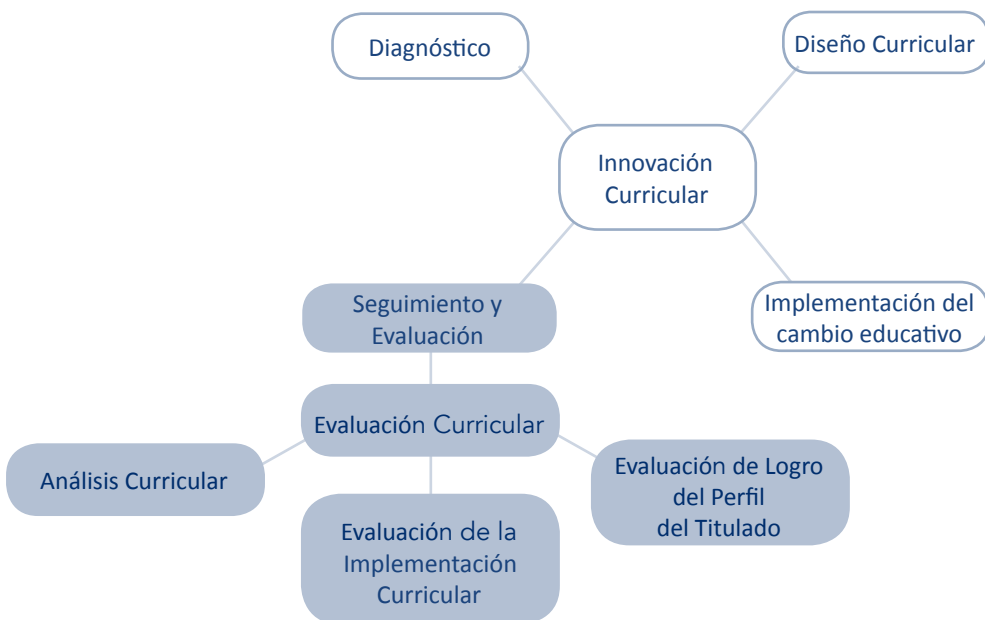 Diagnóstico
Diseño Curricular
Innovación
Curricular
Seguimiento y
Evaluación
Implementación del
cambio educativo
Evaluación Curricular
Análisis Curricular
Evaluación de Logro
del Perfil
del Titulado
Evaluación de la
Implementación
Curricular